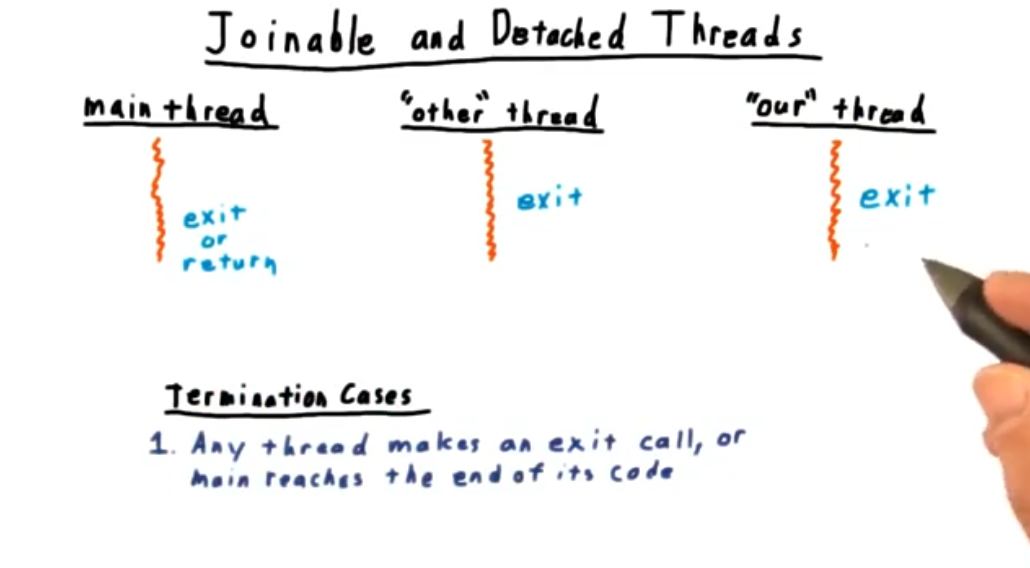 Joinable and Detached Threads
main thread
"other" thread
"our" thread
exit
or
return
exit
exit
Termination Cases
1. Any thread makes an exit call, or
main reaches the end of its code